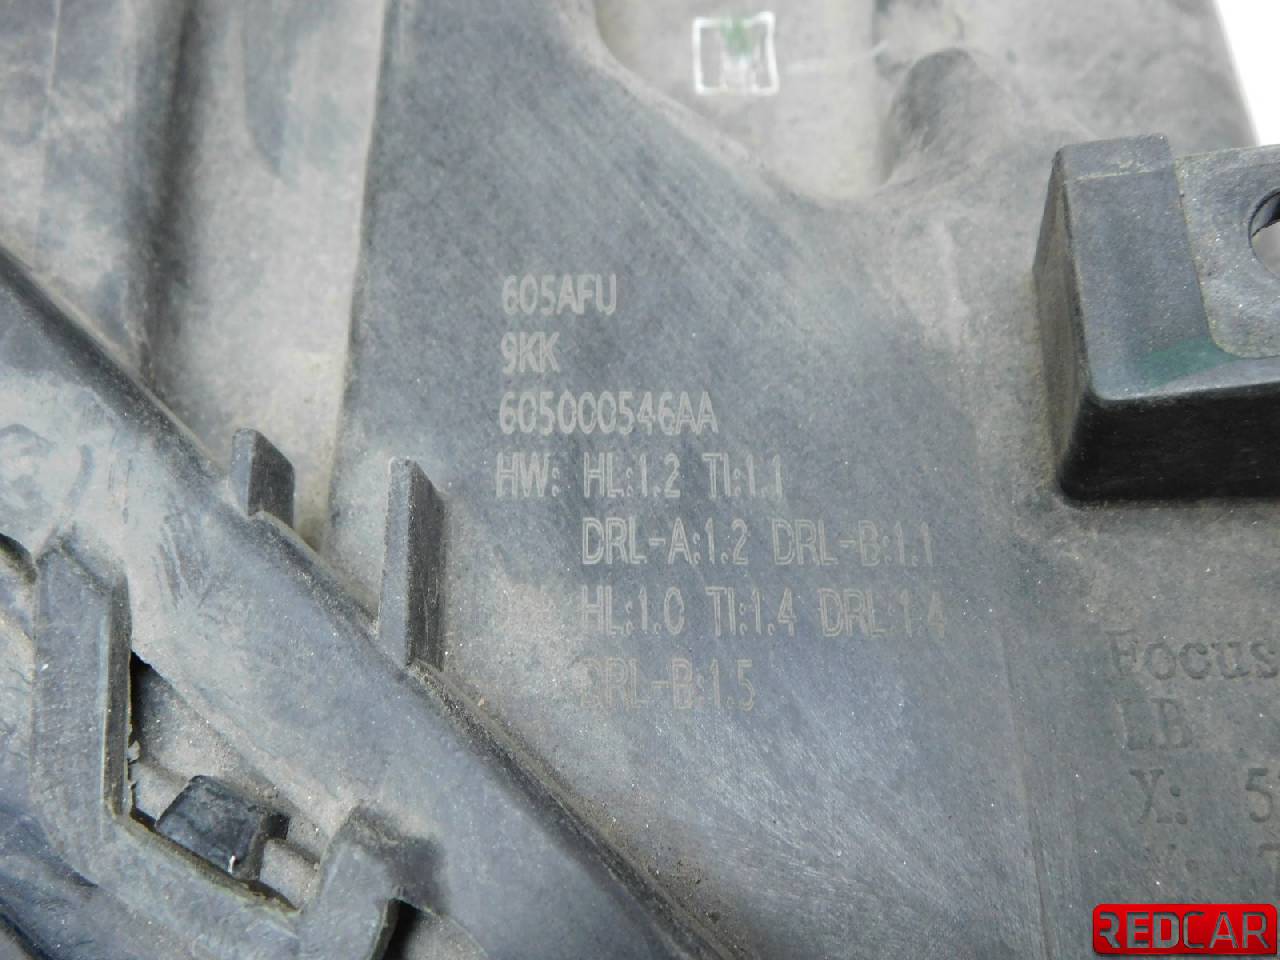 605AFU
9KK
605000546AA
HW: HL:1.2 TI:1.1
DRL-A:1.2 DRL-B:1.1
HL:1.0 TI:1.4 DRL:1.4
DRL-B:1.5
Focus
LB
X: 5
REDCAR